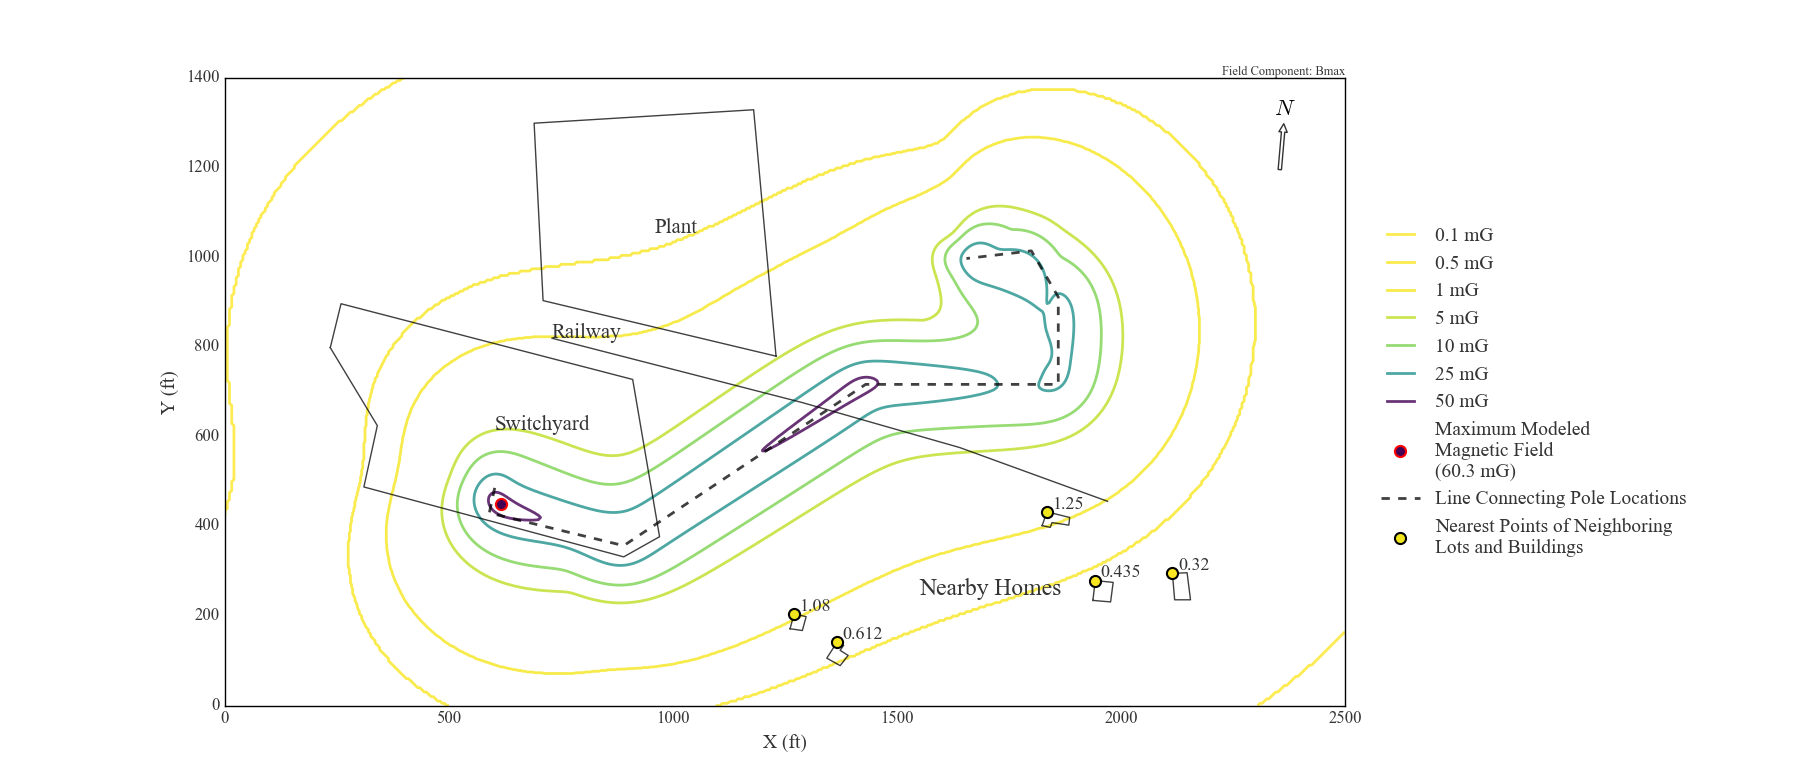 Field Component: Bmax
1400
1200
1000
800
600
400
200
0
Y (ft)
0
500
1000
1500
2000
2500
X (ft)
N
Plant
Railway
Switchyard
Nearby Homes
1.25
0.435
0.32
1.08
0.612
0.1 mG
0.5 mG
1 mG
5 mG
10 mG
25 mG
50 mG
Maximum Modeled
Magnetic Field
(60.3 mG)
Line Connecting Pole Locations
Nearest Points of Neighboring
Lots and Buildings